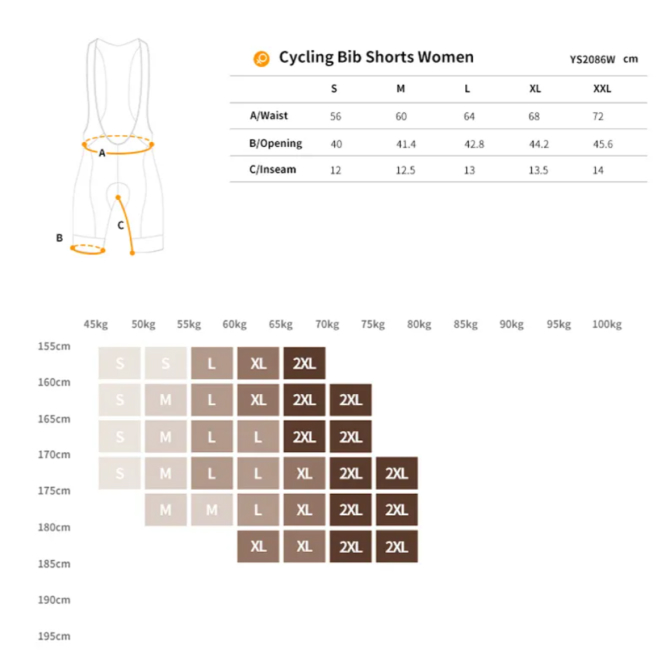 Cycling Bib Shorts Women YS2086W cm
S M L XL XXL
A/Waist 56 60 64 68 72
B/Opening 40 41.4 42.8 44.2 45.6
C/Inseam 12 12.5 13 13.5 14
A
B
C
45kg 50kg 55kg 60kg 65kg 70kg 75kg 80kg 85kg 90kg 95kg 100kg
155cm
S S L XL 2XL
160cm
S M L XL 2XL 2XL
165cm
S M L L 2XL 2XL
170cm
S M L L XL 2XL 2XL
175cm
M M L XL 2XL 2XL
180cm
XL XL 2XL 2XL
185cm
190cm
195cm